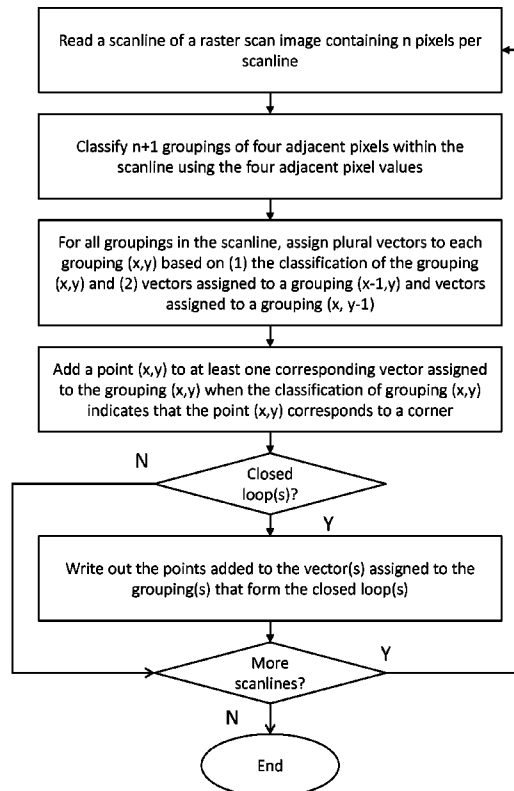 Read a scanline of a raster scan image containing n pixels per
scanline
Classify n+1 groupings of four adjacent pixels within the
scanline using the four adjacent pixel values
For all groupings in the scanline, assign plural vectors to each
grouping (x,y) based on (1) the classification of the grouping
(x,y) and (2) vectors assigned to a grouping (x-1,y) and vectors
assigned to a grouping (x, y-1)
Add a point (x,y) to at least one corresponding vector assigned
to the grouping (x,y) when the classification of grouping (x,y)
indicates that the point (x,y) corresponds to a corner
N
Closed
loop(s)?
Y
Write out the points added to the vector(s) assigned to the
grouping(s) that form the closed loop(s)
More
scanlines?
Y
N
End